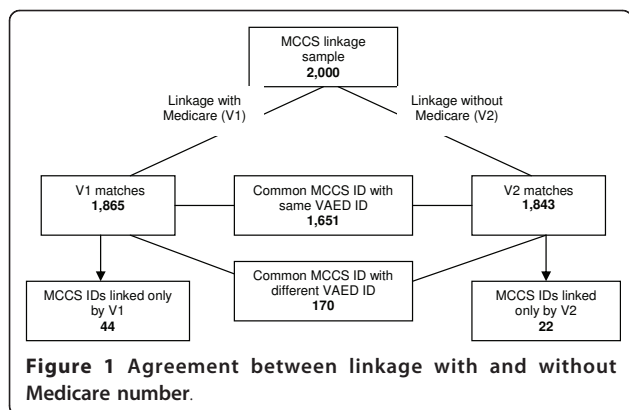 MCCS linkage
sample
2,000
Linkage with
Medicare (V1)
Linkage without
Medicare (V2)
V1 matches
1,865
Common MCCS ID with
same VAED ID
1,651
V2 matches
1,843
Common MCCS ID with
different VAED ID
170
MCCS IDs linked only
by V1
44
MCCS IDs linked
only by V2
22
Figure 1 Agreement between linkage with and without
Medicare number.